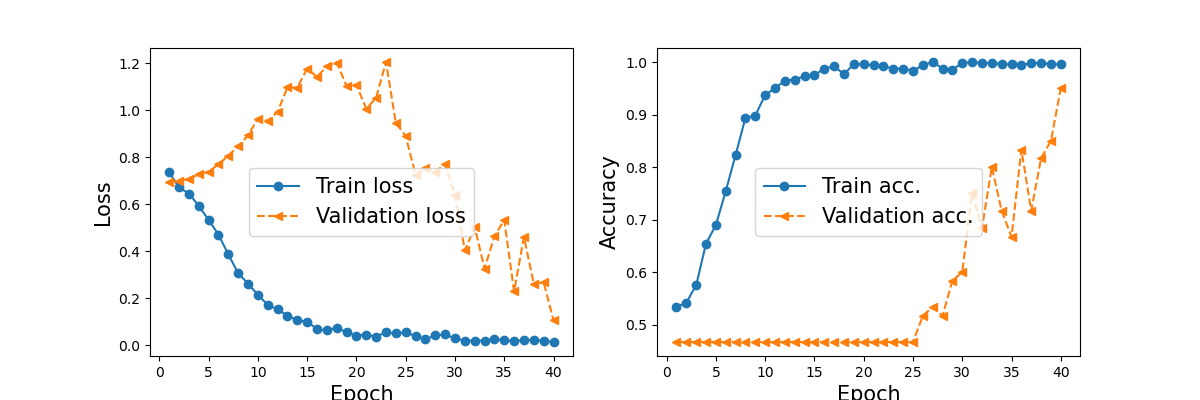 1.2
1.0
0.8
0.6
0.4
0.2
0.0
Loss
0 5 10 15 20 25 30 35 40
Epoch
Train loss
Validation loss
1.0
0.9
0.8
0.7
0.6
0.5
Accuracy
0 5 10 15 20 25 30 35 40
Epoch
Train acc.
Validation acc.